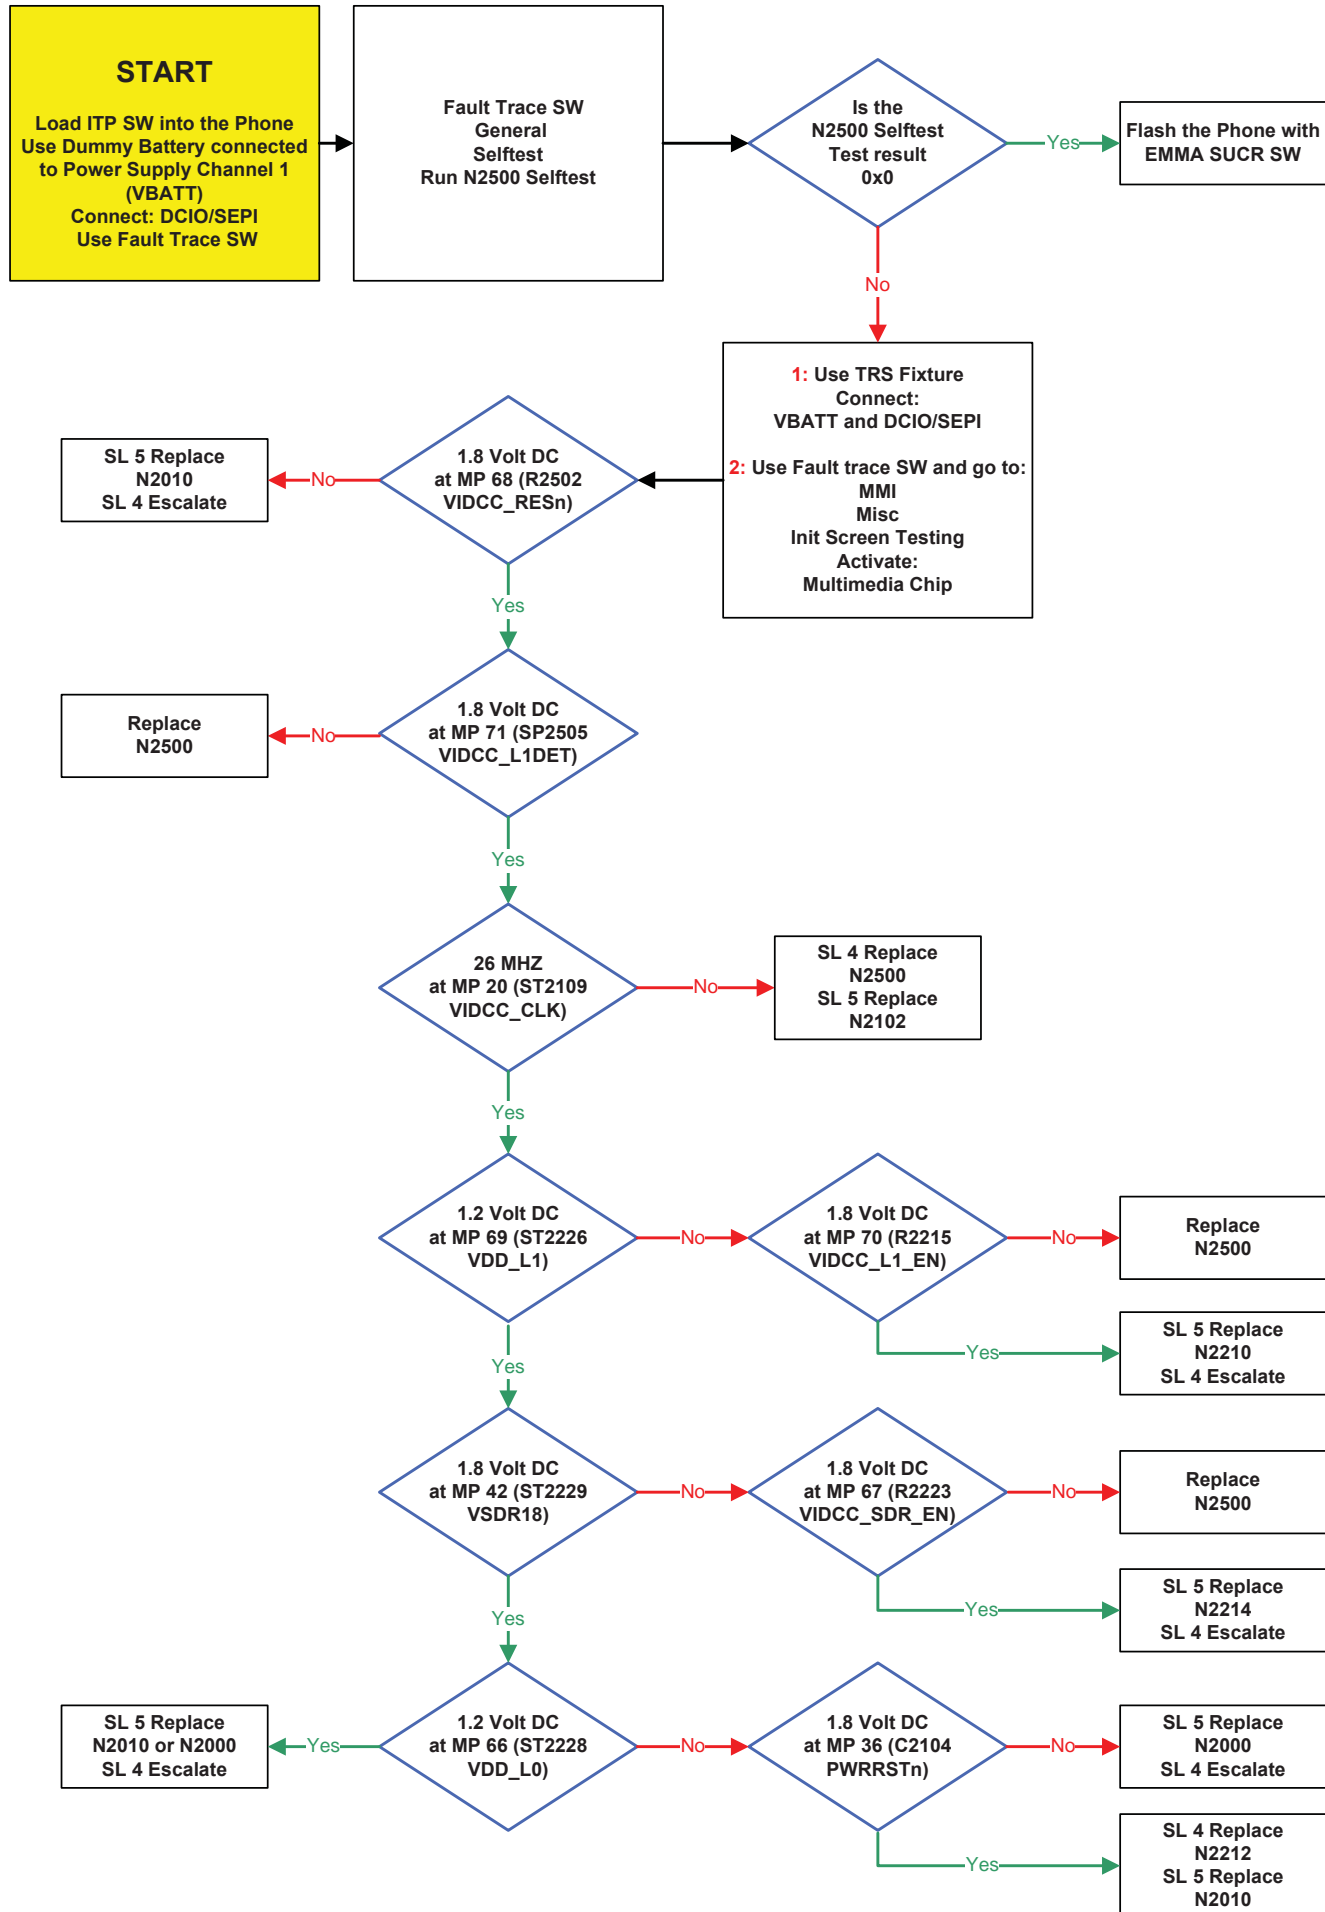 START
Load ITP SW into the Phone
Use Dummy Battery connected
to Power Supply Channel 1
(VBATT)
Connect: DCIO/SEPI
Use Fault Trace SW
Fault Trace SW
General
Selftest
Run N2500 Selftest
Is the
N2500 Selftest
Test result
0x0
Yes
Flash the Phone with
EMMA SUCR SW
No
1: Use TRS Fixture
Connect:
VBATT and DCIO/SEPI
2: Use Fault trace SW and go to:
MMI
Misc
Init Screen Testing
Activate:
Multimedia Chip
1.8 Volt DC
at MP 68 (R2502
VIDCC_RESn)
No
SL 5 Replace
N2010
SL 4 Escalate
Yes
1.8 Volt DC
at MP 71 (SP2505
VIDCC_L1DET)
No
Replace
N2500
Yes
26 MHZ
at MP 20 (ST2109
VIDCC_CLK)
No
SL 4 Replace
N2500
SL 5 Replace
N2102
Yes
1.2 Volt DC
at MP 69 (ST2226
VDD_L1)
No
1.8 Volt DC
at MP 70 (R2215
VIDCC_L1_EN)
No
Replace
N2500
Yes
SL 5 Replace
N2210
SL 4 Escalate
Yes
1.8 Volt DC
at MP 42 (ST2229
VSDR18)
No
1.8 Volt DC
at MP 67 (R2223
VIDCC_SDR_EN)
No
Replace
N2500
Yes
SL 5 Replace
N2214
SL 4 Escalate
Yes
1.2 Volt DC
at MP 66 (ST2228
VDD_L0)
Yes
SL 5 Replace
N2010 or N2000
SL 4 Escalate
No
1.8 Volt DC
at MP 36 (C2104
PWRRSTn)
No
SL 5 Replace
N2000
SL 4 Escalate
Yes
SL 4 Replace
N2212
SL 5 Replace
N2010